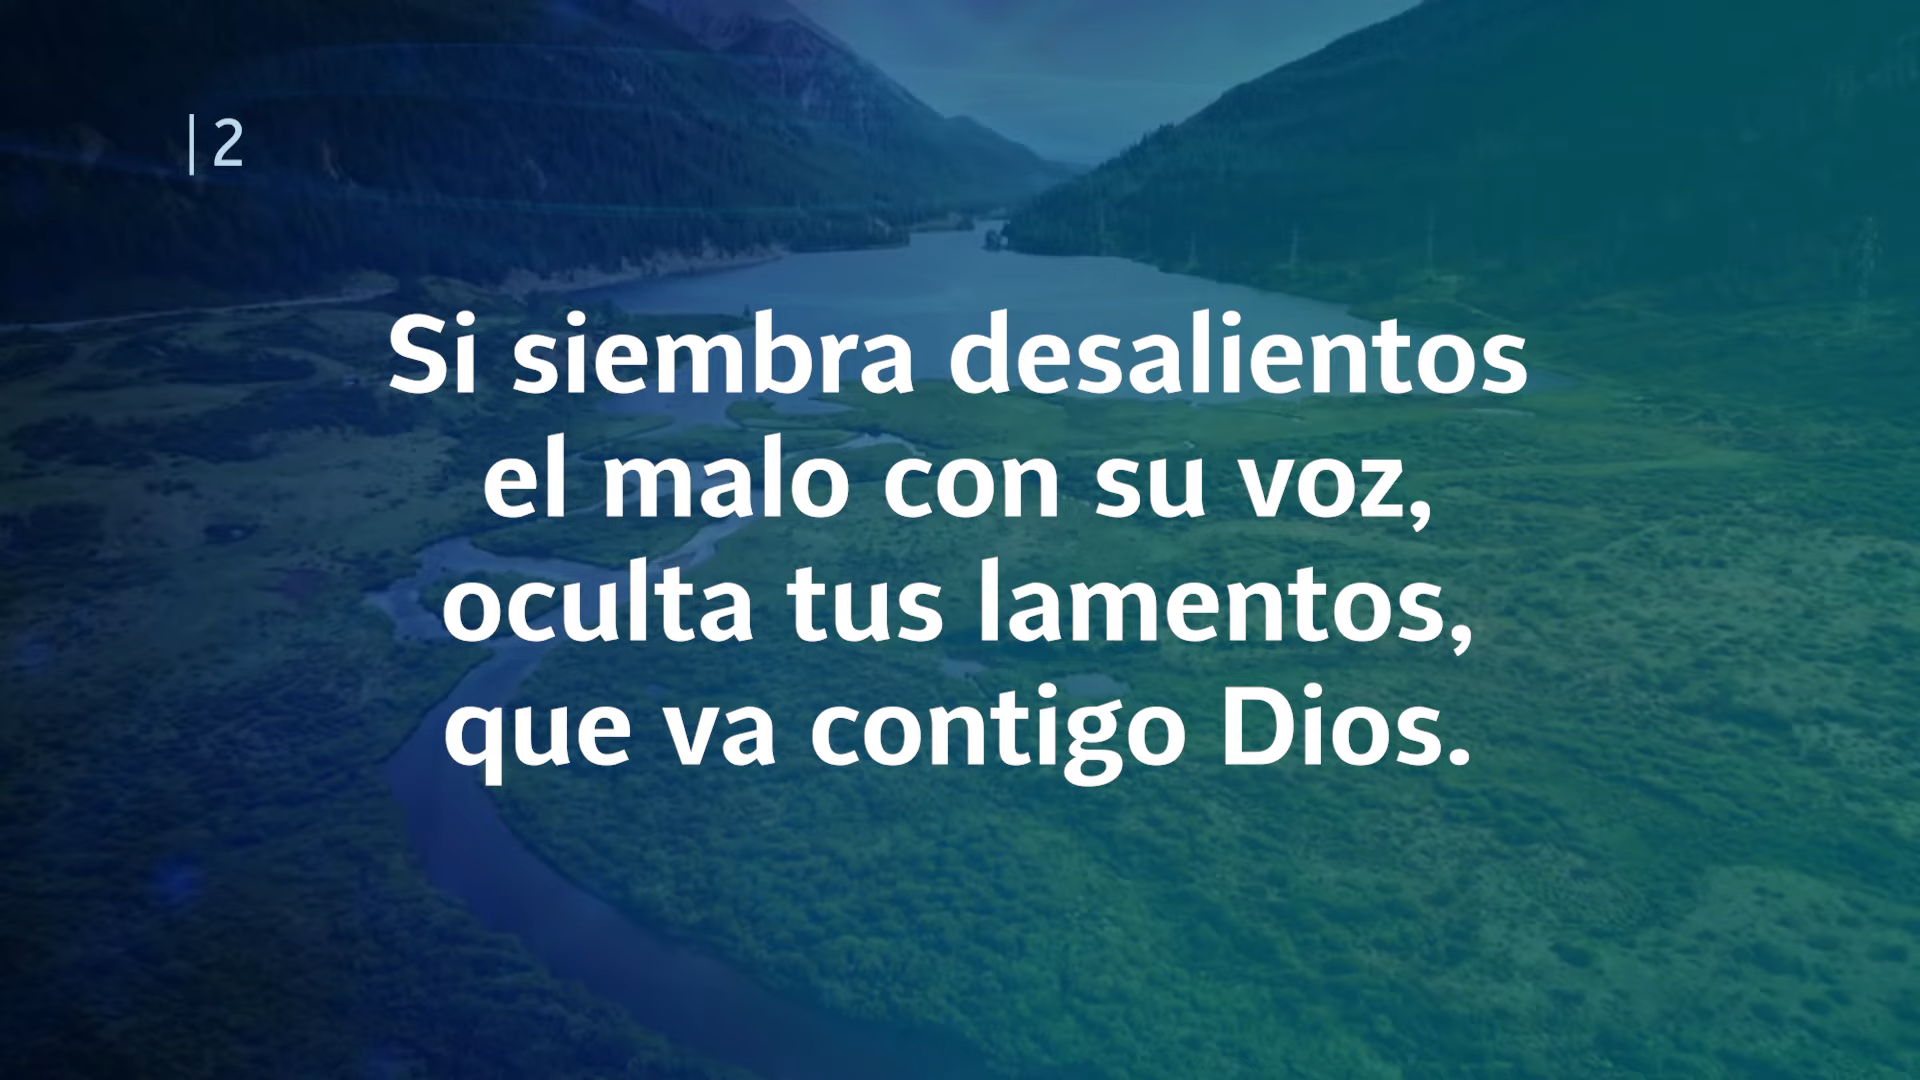 |2
Si siembra desalientos
el malo con su voz,
oculta tus lamentos,
que va contigo Dios.